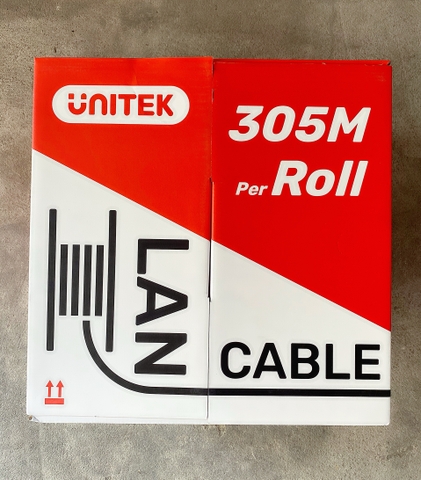 UNITEK
305M
Per Roll
LAN
CABLE